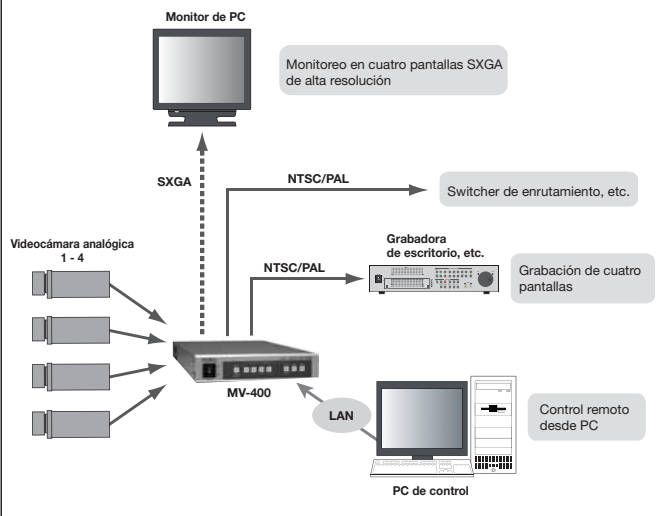 Monitor de PC
Monitoreo en cuatro pantallas SXGA
de alta resolución
SXGA
NTSC/PAL
Switcher de enrutamiento, etc.
Videocámara analógica
1 - 4
Grabadora
de escritorio, etc.
NTSC/PAL
Grabación de cuatro
pantallas
MV-400
LAN
Control remoto
desde PC
PC de control